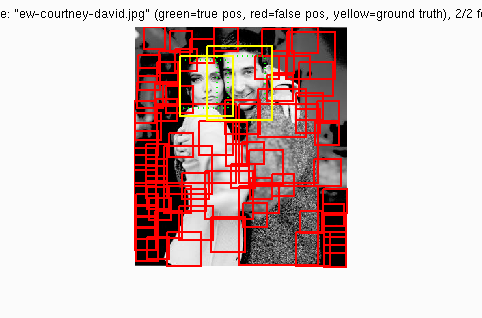 e: "ew-courtney-david.jpg" (green=true pos, red=false pos, yellow=ground truth), 2/2 fo